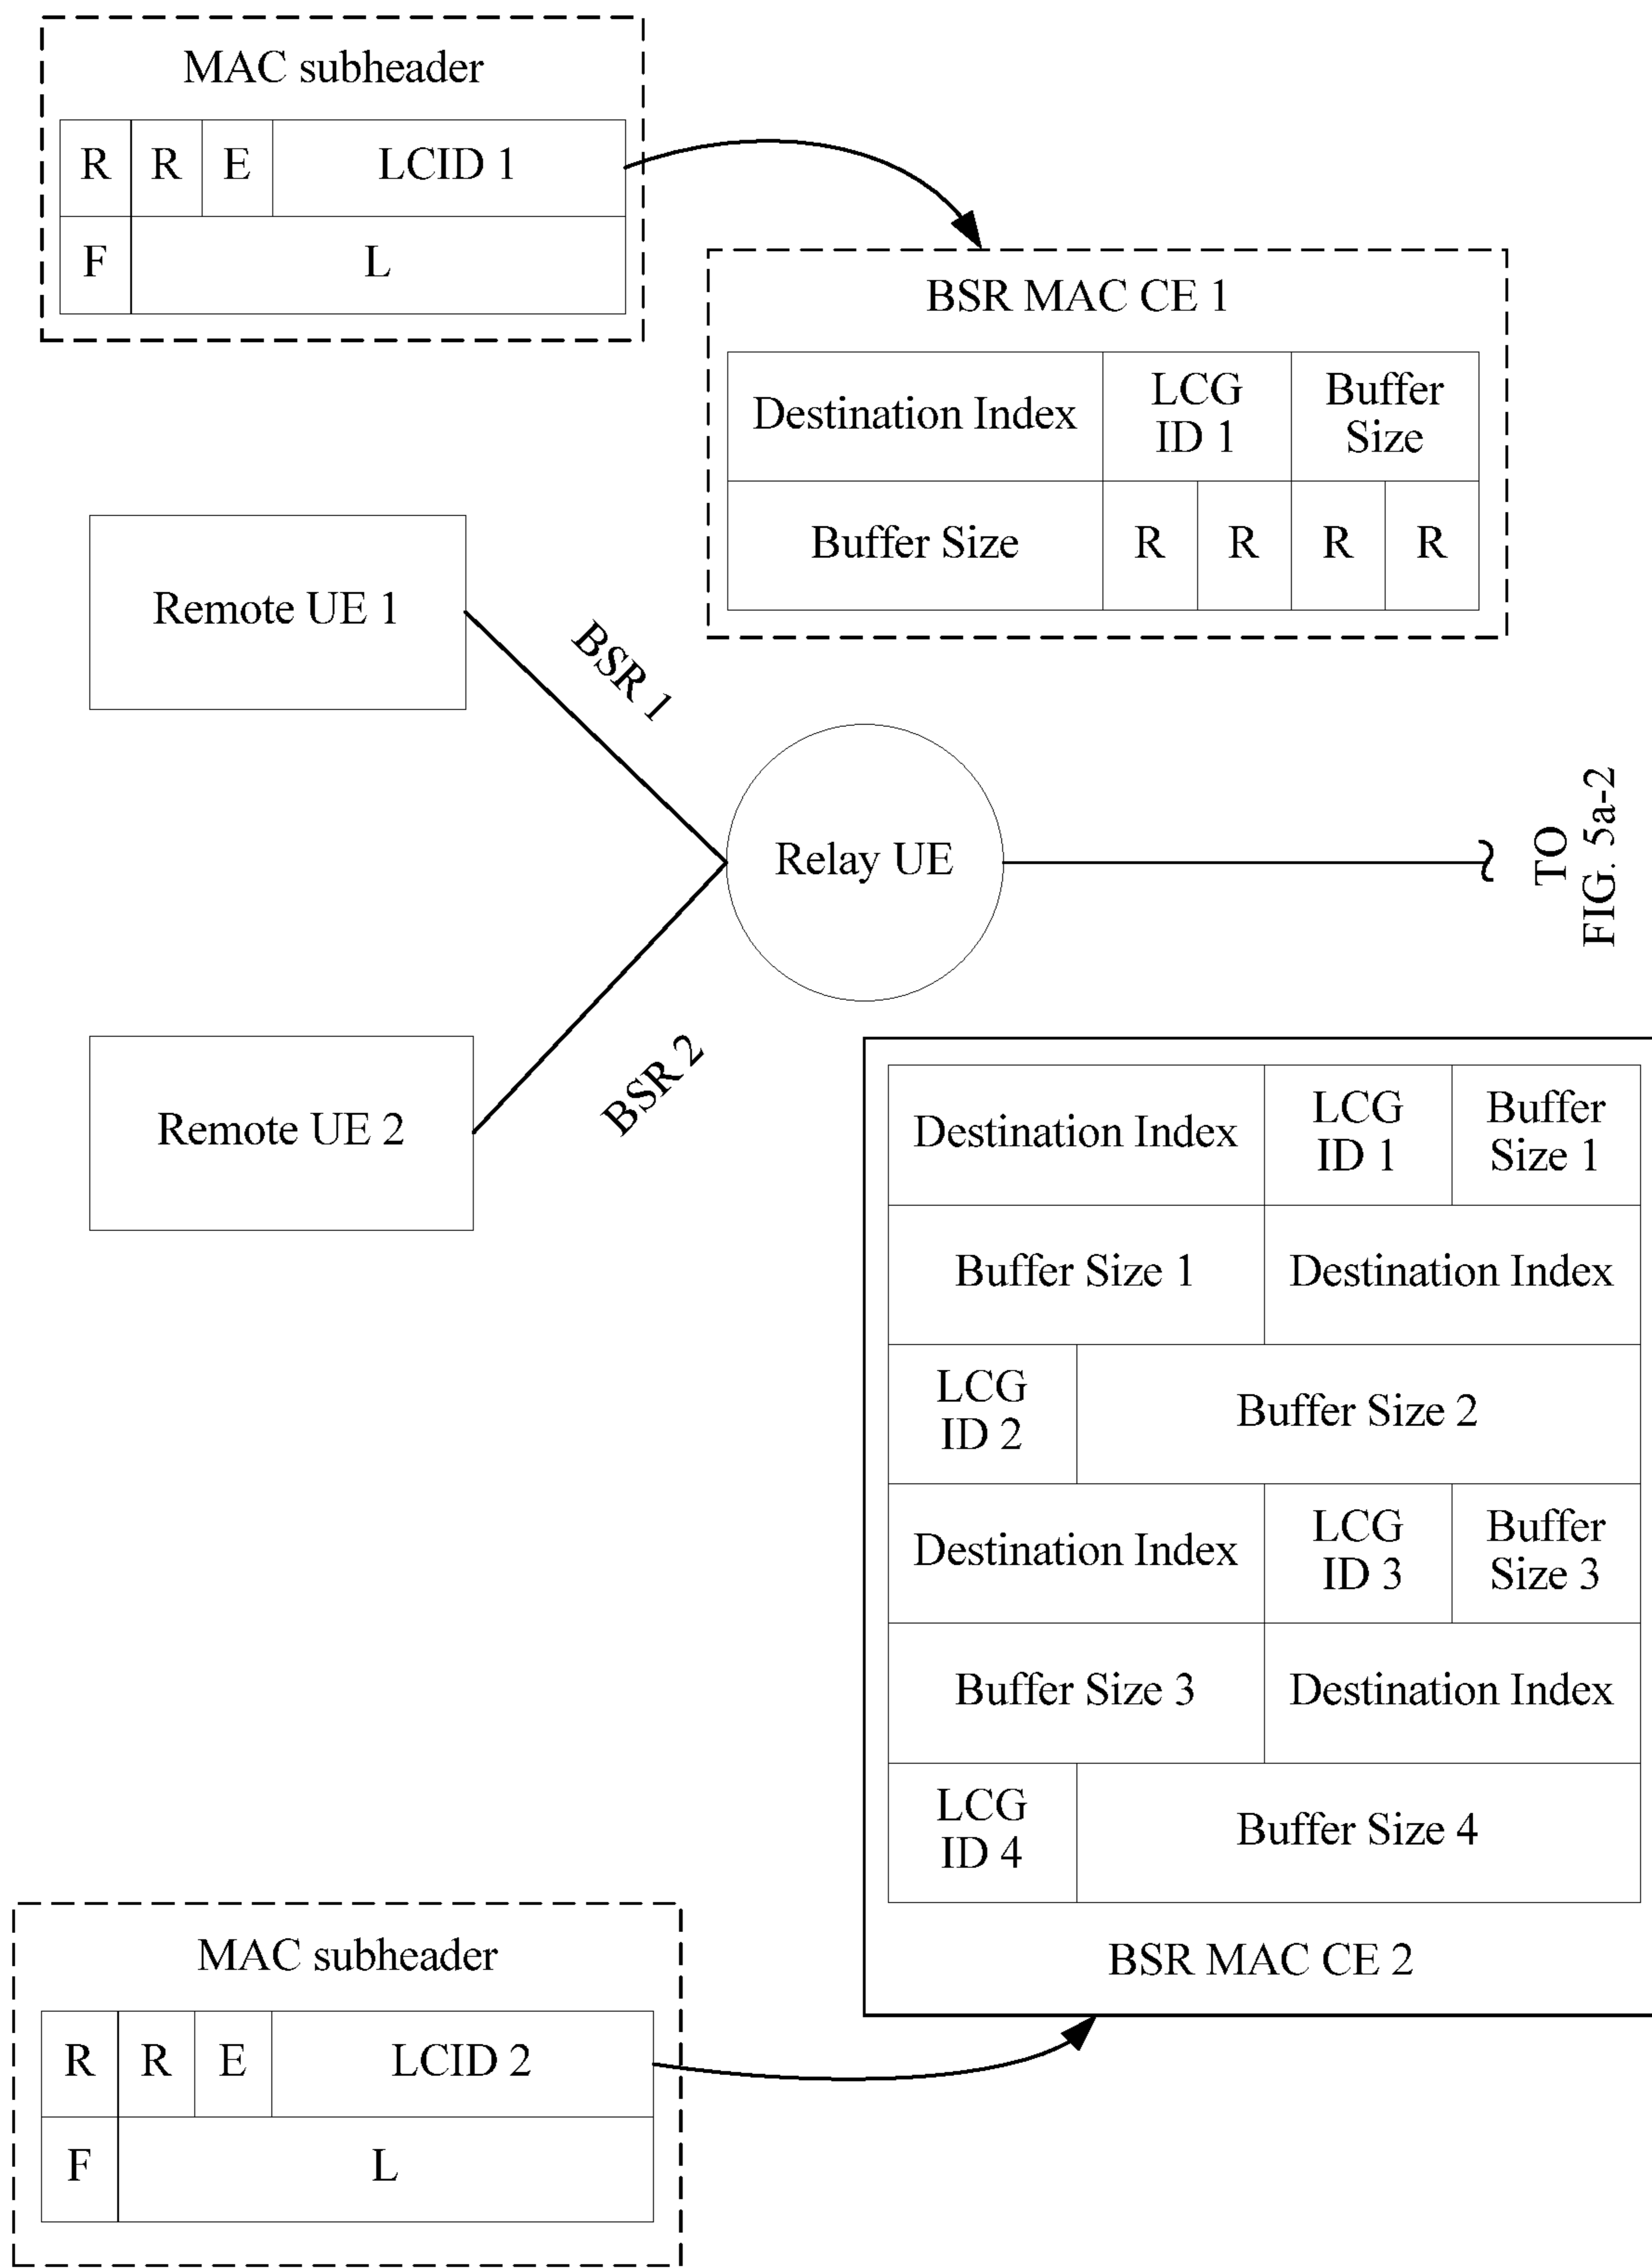 MAC subheader
R R E LCID 1
F L
BSR MAC CE 1
Destination Index
LCG
ID 1
Buffer
Size
Buffer Size R R R R
Remote UE 1
BSR 1
Relay UE
TO
FIG. 5a-2
Remote UE 2
BSR 2
Destination Index
LCG
ID 1
Buffer
Size 1
Buffer Size 1 Destination Index
LCG
ID 2
Buffer Size 2
Destination Index
LCG
ID 3
Buffer
Size 3
Buffer Size 3 Destination Index
LCG
ID 4
Buffer Size 4
BSR MAC CE 2
MAC subheader
R R E LCID 2
F L